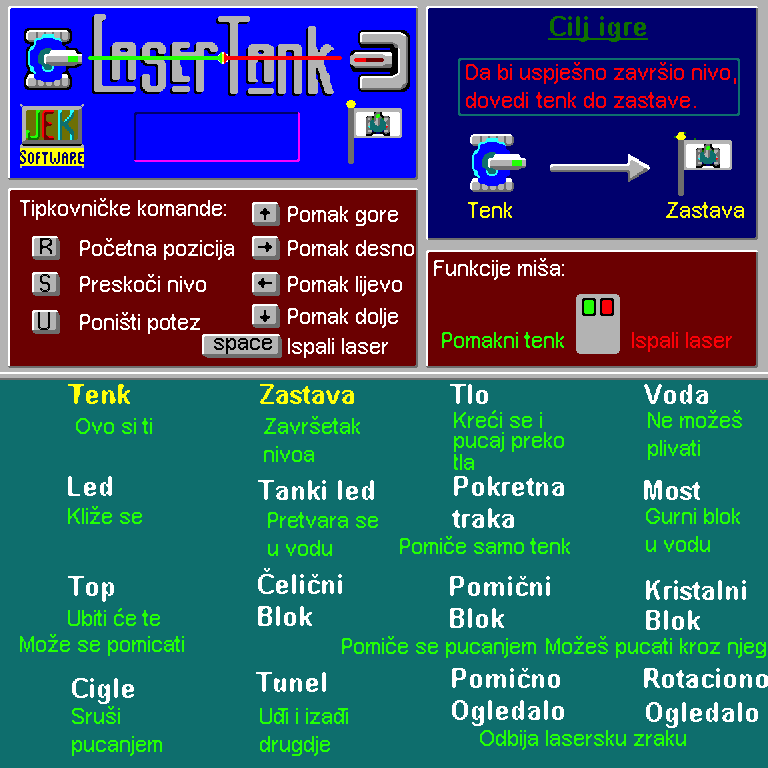 LaserTank
JEK
SOFTWARE
Cilj igre
Da bi uspješno završio nivo,
dovedi tenk do zastave.
Tenk
Zastava
Tipkovničke komande:
R Početna pozicija
S Preskoči nivo
U Poništi potez
Pomak gore
Pomak desno
Pomak lijevo
Pomak dolje
space Ispali laser
Funkcije miša:
Pomakni tenk
Ispali laser
Tenk
Ovo si ti
Zastava
Završetak
nivoa
Tlo
Kreći se i
pucaj preko
tla
Voda
Ne možeš
plivati
Led
Kliže se
Tanki led
Pretvara se
u vodu
Pokretna
traka
Pomiče samo tenk
Most
Gurni blok
u vodu
Top
Ubiti će te
Može se pomicati
Čelični
Blok
Pomični
Blok
Pomiče se pucanjem
Kristalni
Blok
Možeš pucati kroz njeg
Cigle
Sruši
pucanjem
Tunel
Uđi i izađi
drugdje
Pomično
Ogledalo
Rotaciono
Ogledalo
Odbija lasersku zraku